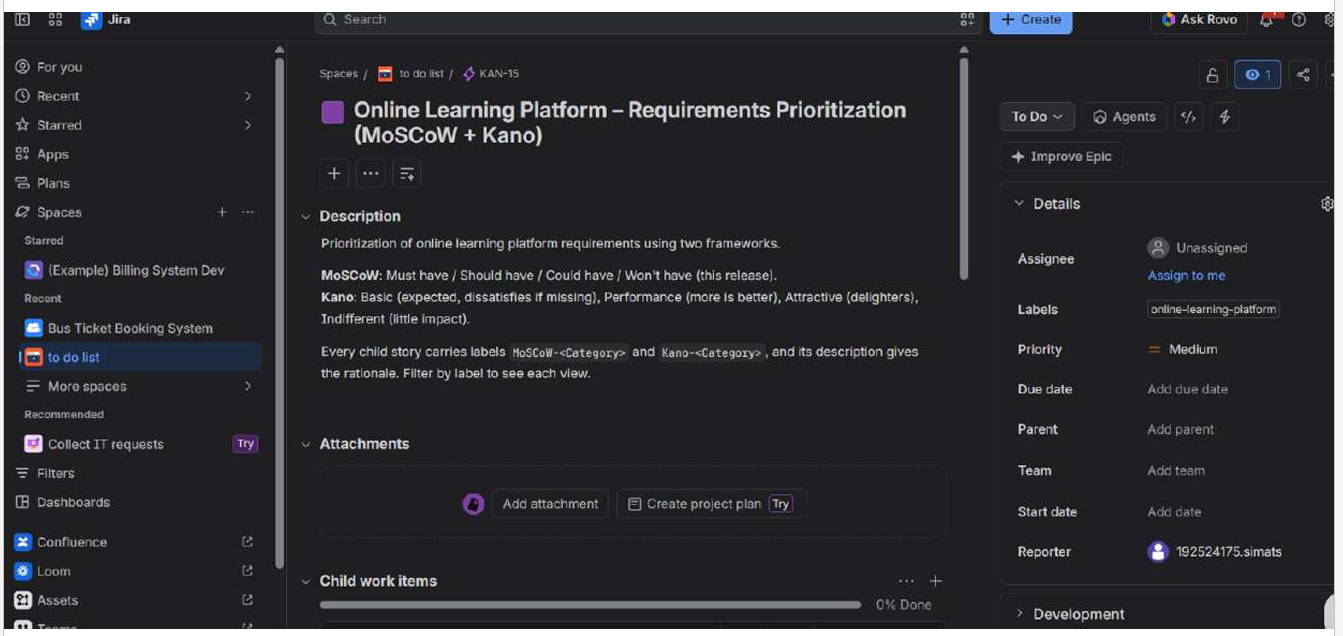 Jira
Search
+ Create
Ask Rovo
For you
Recent
Starred
Apps
Plans
Spaces
Starred
(Example) Billing System Dev
Recent
Bus Ticket Booking System
to do list
More spaces
Recommended
Collect IT requests Try
Filters
Dashboards
Confluence
Loom
Assets
Teams
Spaces / to do list / KAN-15
Online Learning Platform – Requirements Prioritization
(MoSCoW + Kano)
Description
Prioritization of online learning platform requirements using two frameworks.
MoSCoW: Must have / Should have / Could have / Won't have (this release).
Kano: Basic (expected, dissatisfies if missing), Performance (more is better), Attractive (delighters),
Indifferent (little impact).
Every child story carries labels MoSCoW-<Category> and Kano-<Category>, and its description gives
the rationale. Filter by label to see each view.
Attachments
Add attachment
Create project plan Try
Child work items
0% Done
1
To Do
Agents
Improve Epic
Details
Assignee Unassigned
Assign to me
Labels online-learning-platform
Priority Medium
Due date Add due date
Parent Add parent
Team Add team
Start date Add date
Reporter 192524175.simats
Development